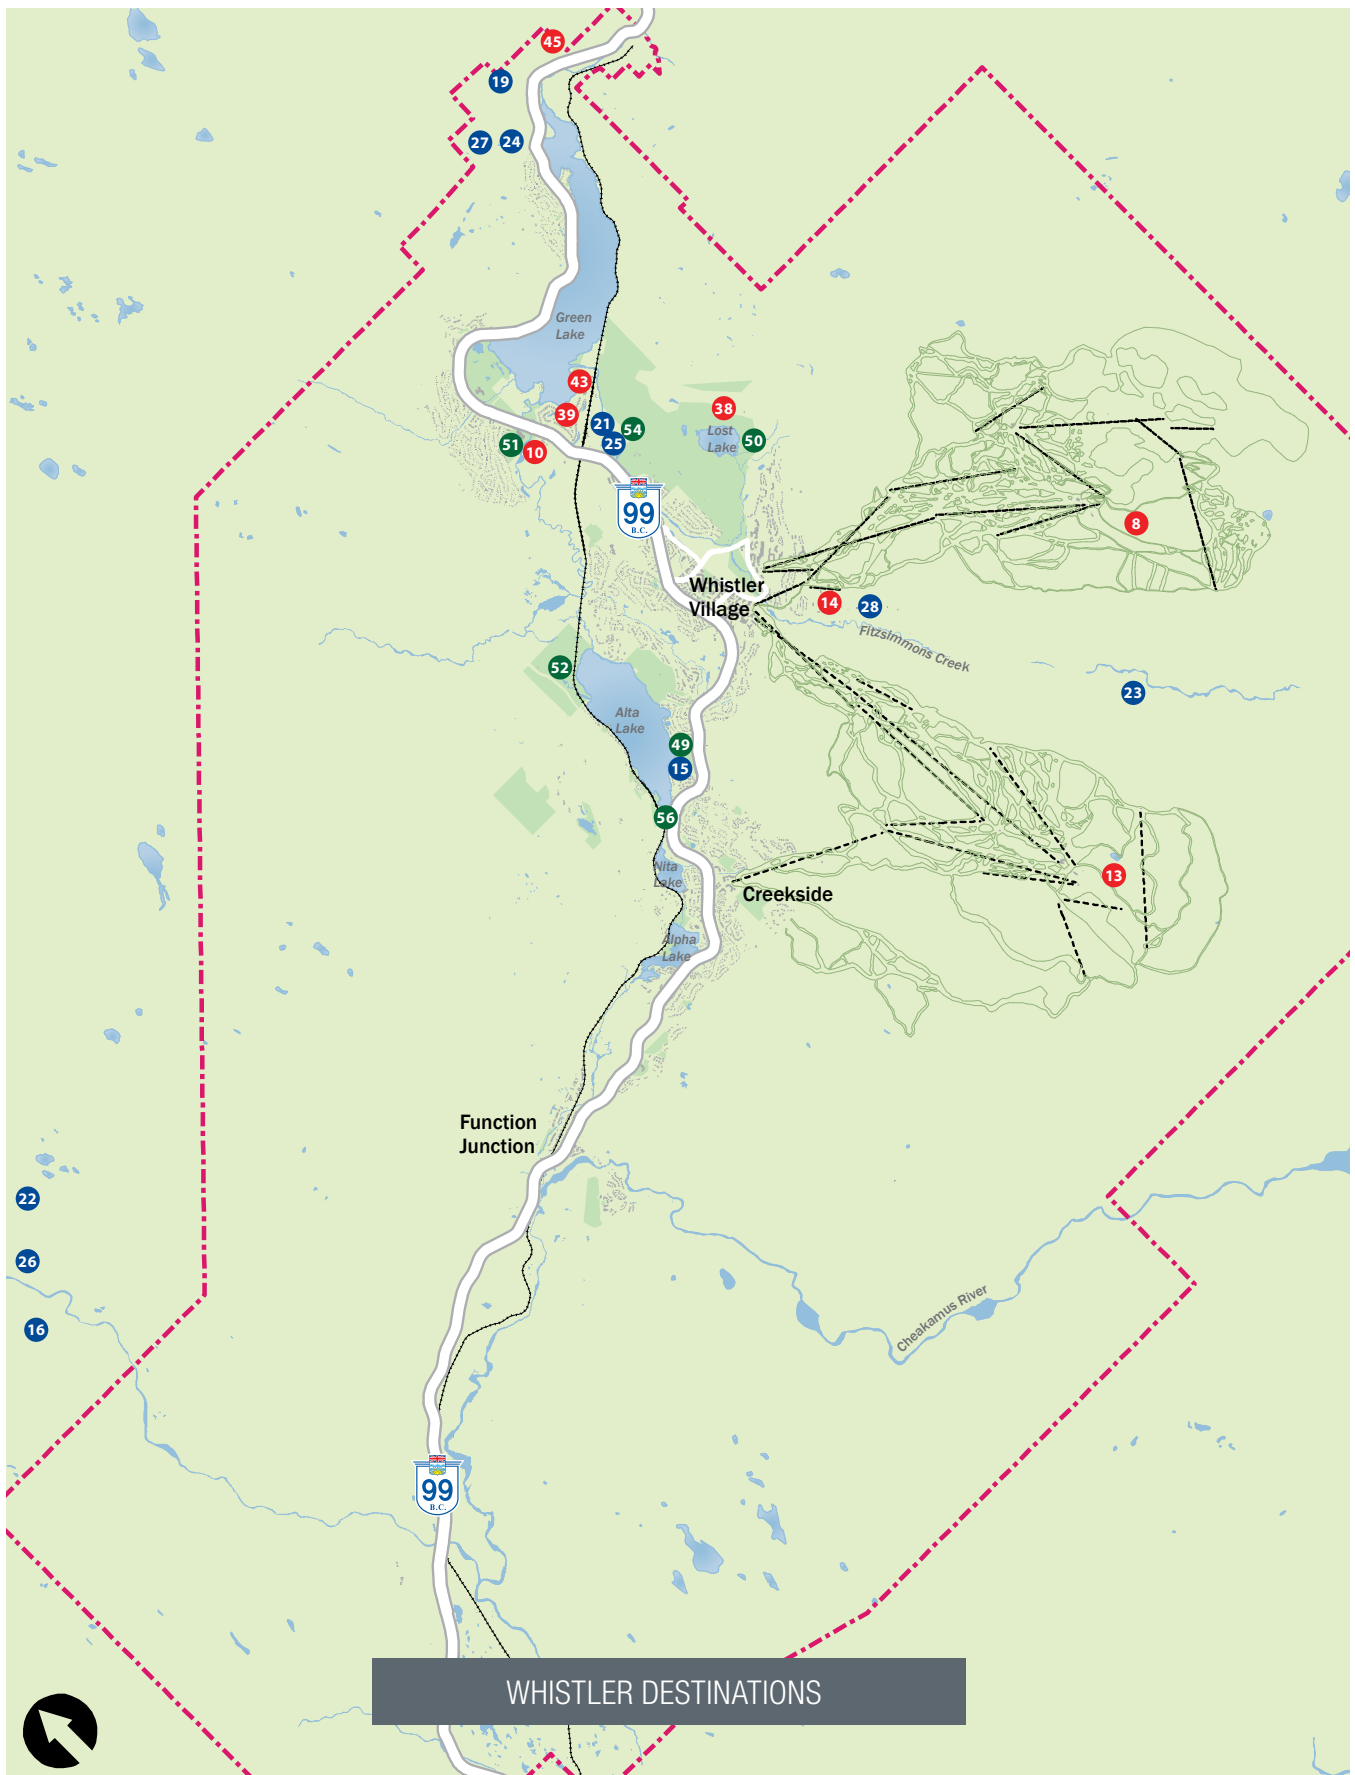 45
19
27
24
Green
Lake
43
39
38
21
54
Lost
Lake
50
51
10
25
99
B.C.
8
Whistler
Village
14
28
Fitzsimmons Creek
52
23
Alta
Lake
49
15
56
Nita
Lake
13
Creekside
Alpha
Lake
Function
Junction
22
26
16
Cheakamus River
99
B.C.
WHISTLER DESTINATIONS